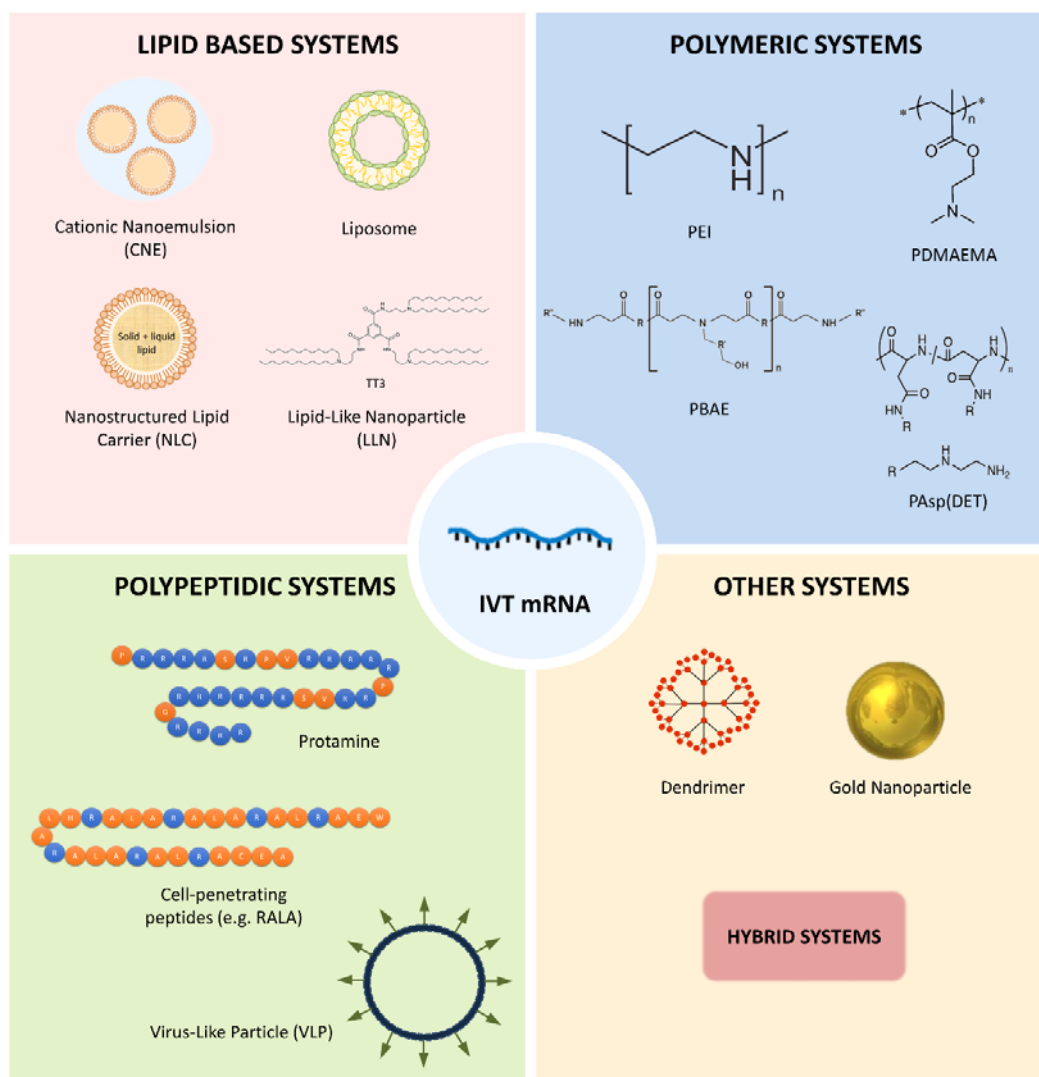 LIPID BASED SYSTEMS
Cationic Nanoemulsion
(CNE)
Liposome
Solid + liquid
lipid
Nanostructured Lipid
Carrier (NLC)
TT3
Lipid-Like Nanoparticle
(LLN)
POLYMERIC SYSTEMS
PEI
PDMAEMA
PBAE
PAsp(DET)
IVT mRNA
POLYPEPTIDIC SYSTEMS
Protamine
Cell-penetrating
peptides (e.g. RALA)
Virus-Like Particle (VLP)
OTHER SYSTEMS
Dendrimer
Gold Nanoparticle
HYBRID SYSTEMS